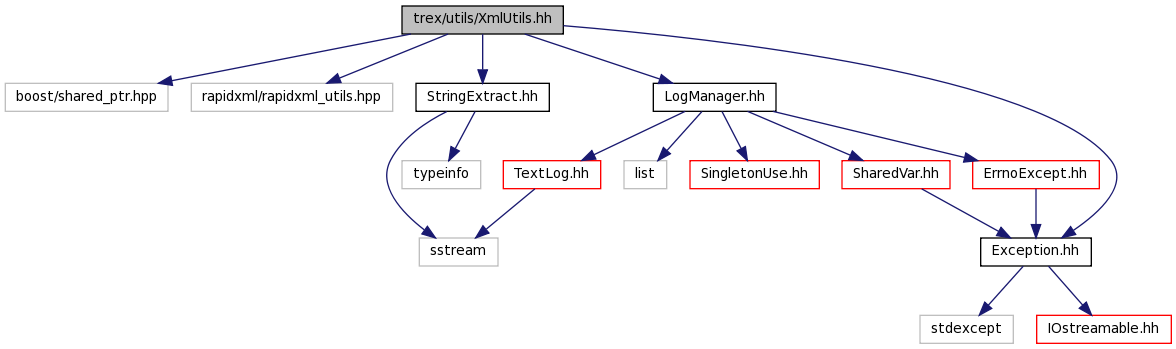 trex/utils/XmlUtils.hh
boost/shared_ptr.hpp
rapidxml/rapidxml_utils.hpp
StringExtract.hh
LogManager.hh
typeinfo
TextLog.hh
list
SingletonUse.hh
SharedVar.hh
ErrnoExcept.hh
sstream
Exception.hh
stdexcept
IOstreamable.hh